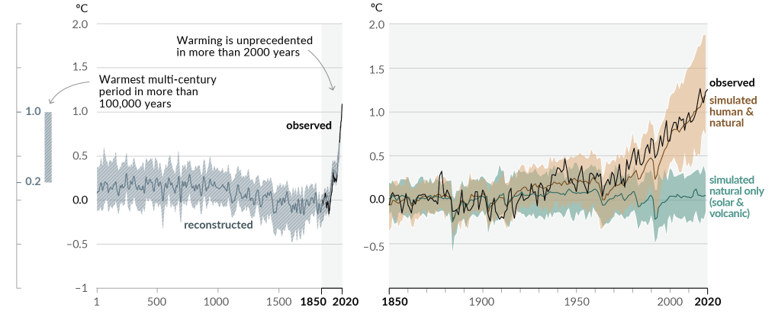 °C
2.0
1.5
1.0
0.5
0.0
−0.5
−1
1.0
0.2
Warming is unprecedented
in more than 2000 years
Warmest multi-century
period in more than
100,000 years
observed
reconstructed
1
500
1000
1500
1850
2020
°C
2.0
1.5
1.0
0.5
0.0
−0.5
observed
simulated
human &
natural
simulated
natural only
(solar &
volcanic)
1850
1900
1950
2000
2020